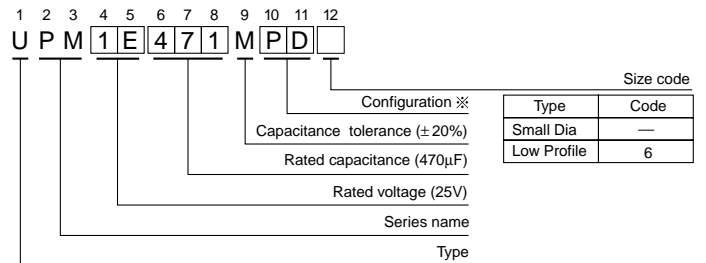 1 2 3 4 5 6 7 8 9 10 11 12
U P M 1 E 4 7 1 M P D
Size code
Configuration ※
Capacitance tolerance (±20%)
Rated capacitance (470μF)
Rated voltage (25V)
Series name
Type
Type Code
Small Dia —
Low Profile 6